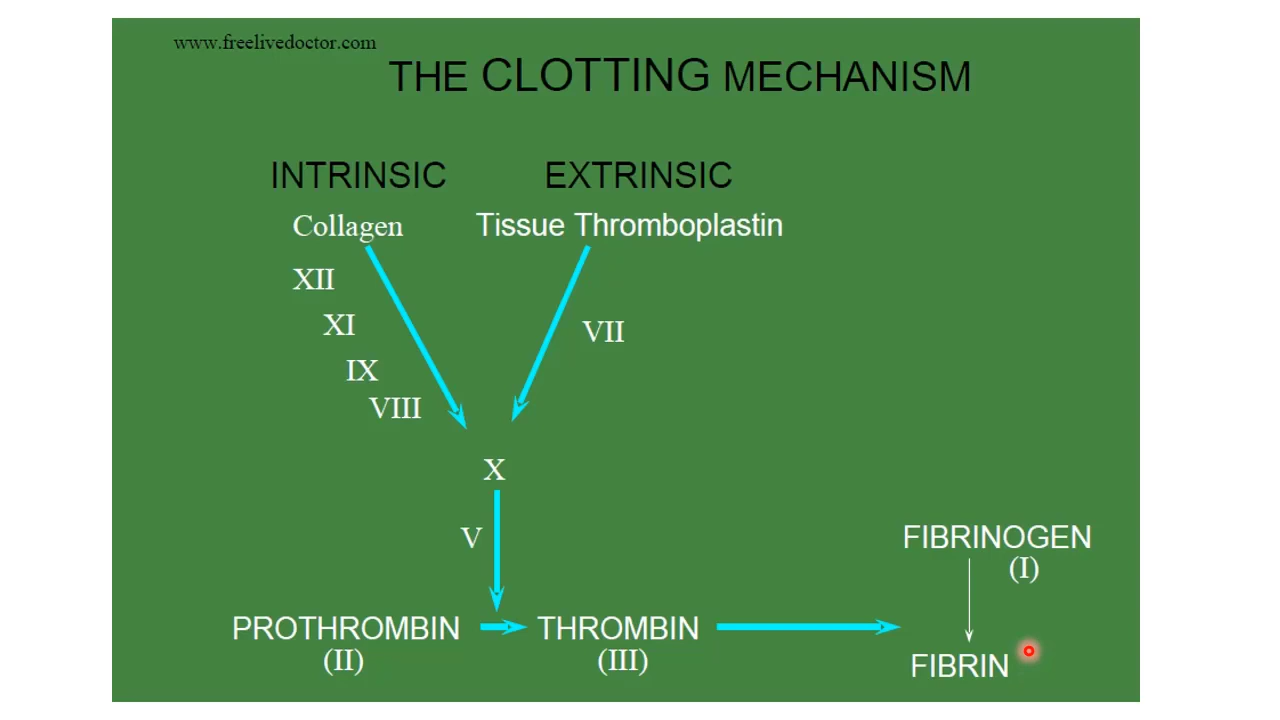 www.freelivedoctor.com
THE CLOTTING MECHANISM
INTRINSIC EXTRINSIC
Collagen Tissue Thromboplastin
XII
XI
VII
IX
VIII
X
V
FIBRINOGEN
(I)
PROTHROMBIN THROMBIN
(II) (III)
FIBRIN